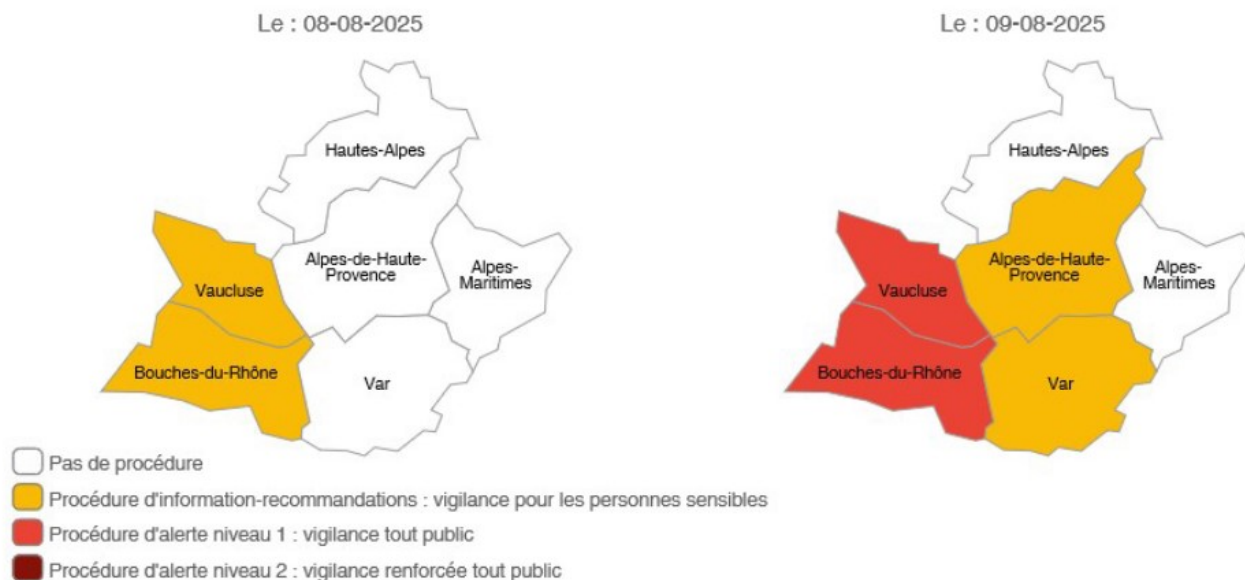 Le : 08-08-2025
Hautes-Alpes
Alpes-de-Haute-
Provence
Alpes-
Maritimes
Vaucluse
Bouches-du-Rhône
Var
Le : 09-08-2025
Hautes-Alpes
Alpes-de-Haute-
Provence
Alpes-
Maritimes
Vaucluse
Bouches-du-Rhône
Var
Pas de procédure
Procédure d'information-recommandations : vigilance pour les personnes sensibles
Procédure d'alerte niveau 1 : vigilance tout public
Procédure d'alerte niveau 2 : vigilance renforcée tout public